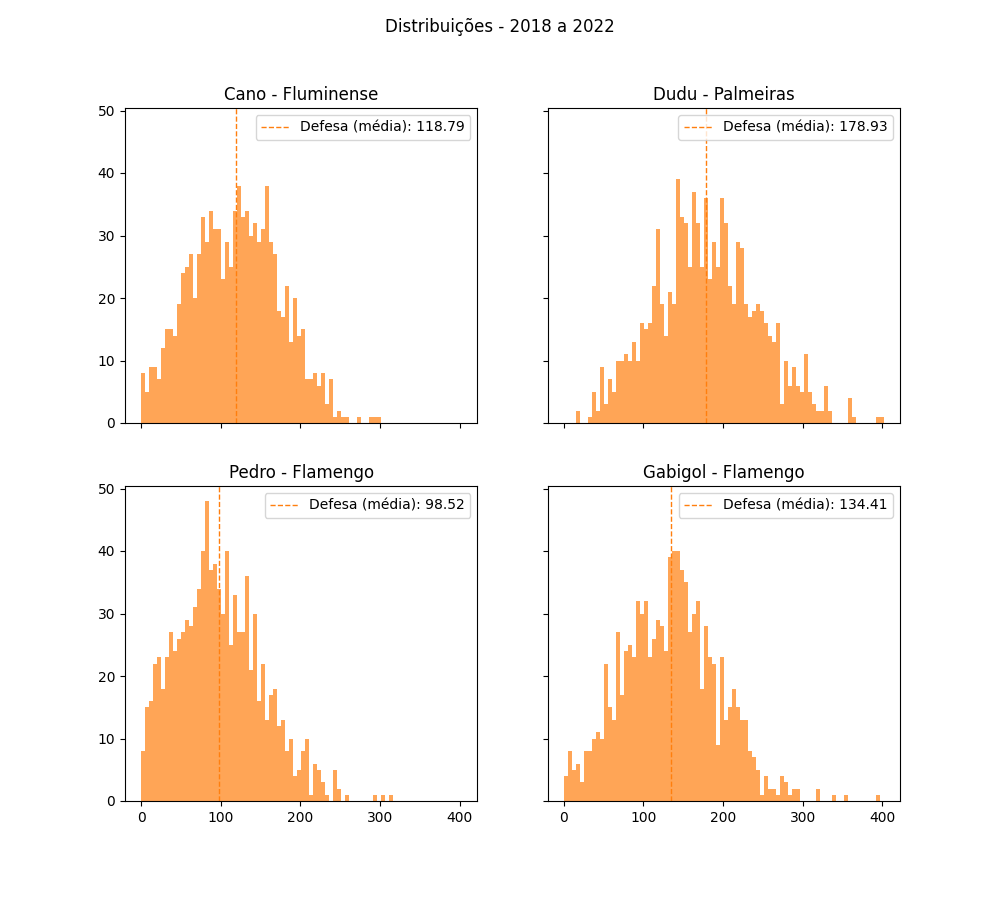 Distribuições - 2018 a 2022
Cano - Fluminense
Defesa (média): 118.79
50
40
30
20
10
0
Dudu - Palmeiras
Defesa (média): 178.93
Pedro - Flamengo
Defesa (média): 98.52
50
40
30
20
10
0
0 100 200 300 400
Gabigol - Flamengo
Defesa (média): 134.41
0 100 200 300 400